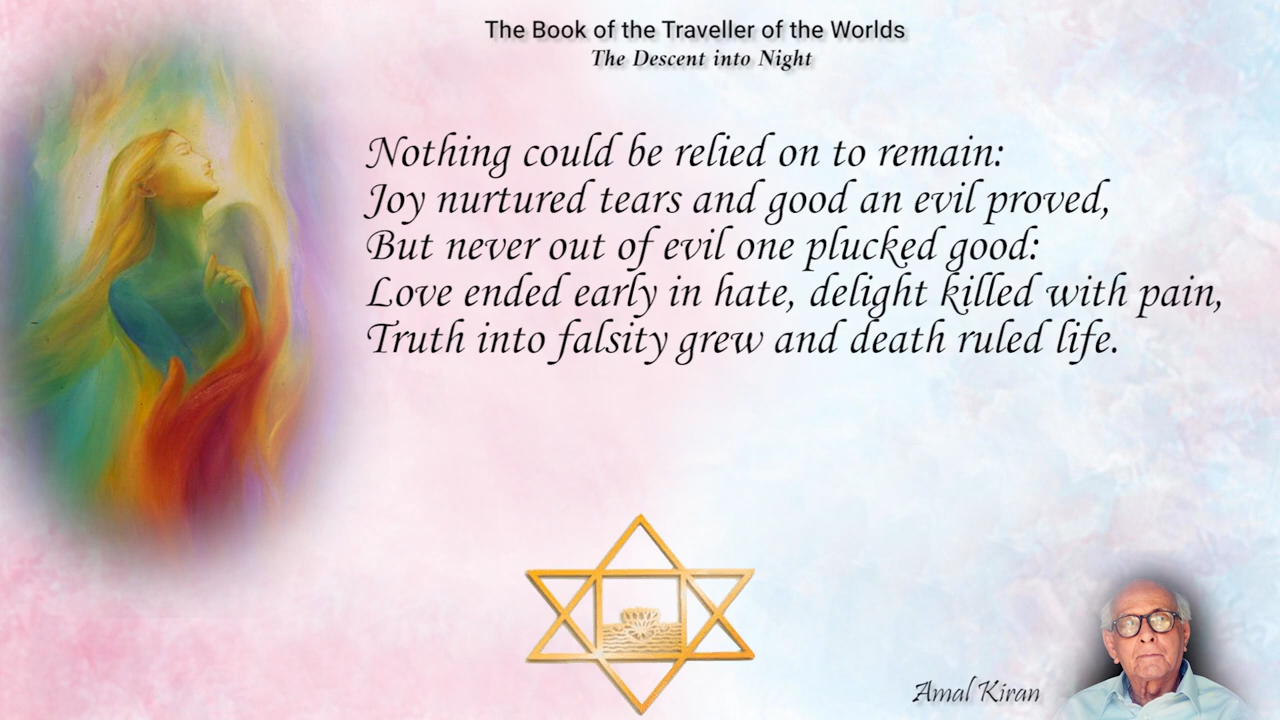 The Book of the Traveller of the Worlds
The Descent into Night
Nothing could be relied on to remain:
Joy nurtured tears and good an evil proved,
But never out of evil one plucked good:
Love ended early in hate, delight killed with pain,
Truth into falsity grew and death ruled life.
Amal Kiran